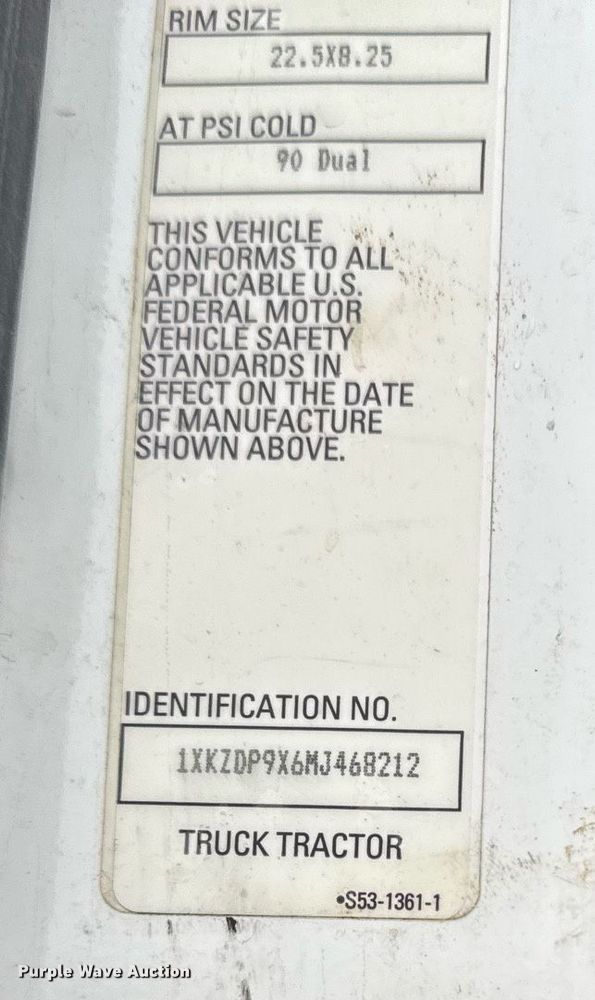 RIM SIZE
22.5X8.25
AT PSI COLD
90 Dual
THIS VEHICLE
CONFORMS TO ALL
APPLICABLE U.S.
FEDERAL MOTOR
VEHICLE SAFETY
STANDARDS IN
EFFECT ON THE DATE
OF MANUFACTURE
SHOWN ABOVE.
IDENTIFICATION NO.
1XKZDP9X6MJ468212
TRUCK TRACTOR
•S53-1361-1
Purple Wave Auction